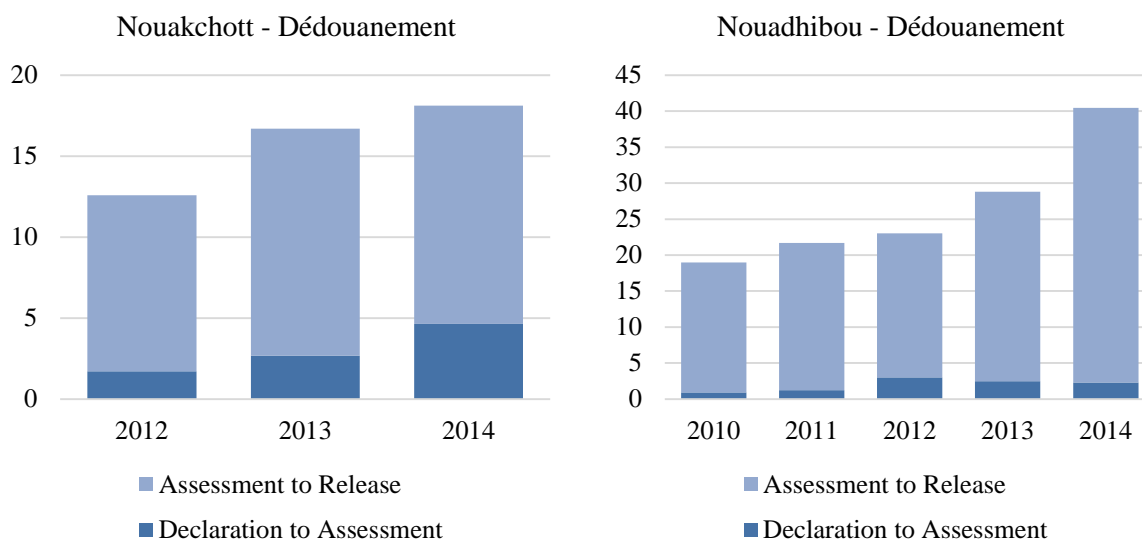 Nouakchott - Dédouanement
20
15
10
5
0
2012 2013 2014
Assessment to Release
Declaration to Assessment
Nouadhibou - Dédouanement
45
40
35
30
25
20
15
10
5
0
2010 2011 2012 2013 2014
Assessment to Release
Declaration to Assessment